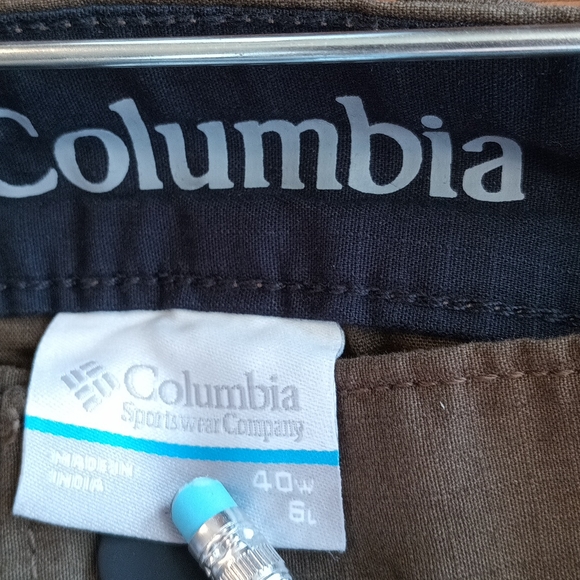 Columbia
Columbia
Sportswear Company
MADE IN
INDIA
40W
6L